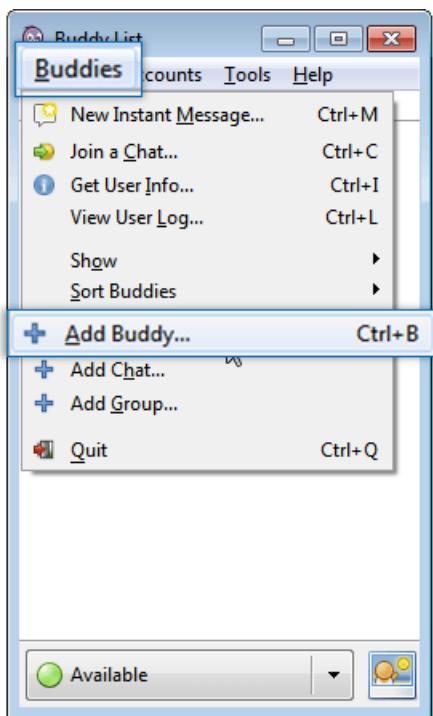 Buddy List
Buddies ccounts Tools Help
New Instant Message... Ctrl+M
Join a Chat... Ctrl+C
Get User Info... Ctrl+I
View User Log... Ctrl+L
Show
Sort Buddies
Add Buddy... Ctrl+B
Add Chat...
Add Group...
Quit Ctrl+Q
Available